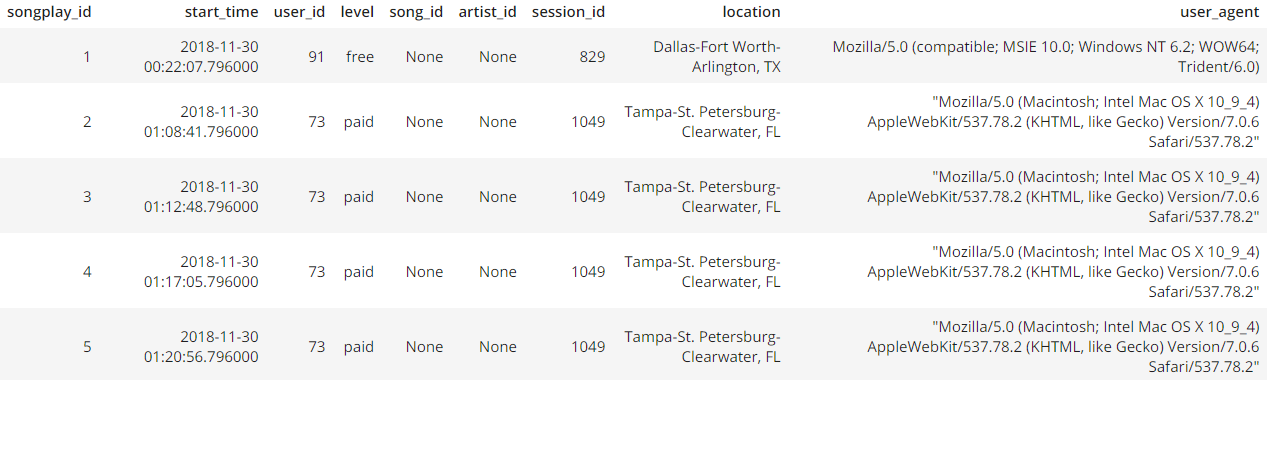 songplay_id start_time user_id level song_id artist_id session_id location user_agent
1 2018-11-30 00:22:07.796000 91 free None None 829 Dallas-Fort Worth-Arlington, TX Mozilla/5.0 (compatible; MSIE 10.0; Windows NT 6.2; WOW64; Trident/6.0)
2 2018-11-30 01:08:41.796000 73 paid None None 1049 Tampa-St. Petersburg-Clearwater, FL "Mozilla/5.0 (Macintosh; Intel Mac OS X 10_9_4) AppleWebKit/537.78.2 (KHTML, like Gecko) Version/7.0.6 Safari/537.78.2"
3 2018-11-30 01:12:48.796000 73 paid None None 1049 Tampa-St. Petersburg-Clearwater, FL "Mozilla/5.0 (Macintosh; Intel Mac OS X 10_9_4) AppleWebKit/537.78.2 (KHTML, like Gecko) Version/7.0.6 Safari/537.78.2"
4 2018-11-30 01:17:05.796000 73 paid None None 1049 Tampa-St. Petersburg-Clearwater, FL "Mozilla/5.0 (Macintosh; Intel Mac OS X 10_9_4) AppleWebKit/537.78.2 (KHTML, like Gecko) Version/7.0.6 Safari/537.78.2"
5 2018-11-30 01:20:56.796000 73 paid None None 1049 Tampa-St. Petersburg-Clearwater, FL "Mozilla/5.0 (Macintosh; Intel Mac OS X 10_9_4) AppleWebKit/537.78.2 (KHTML, like Gecko) Version/7.0.6 Safari/537.78.2"